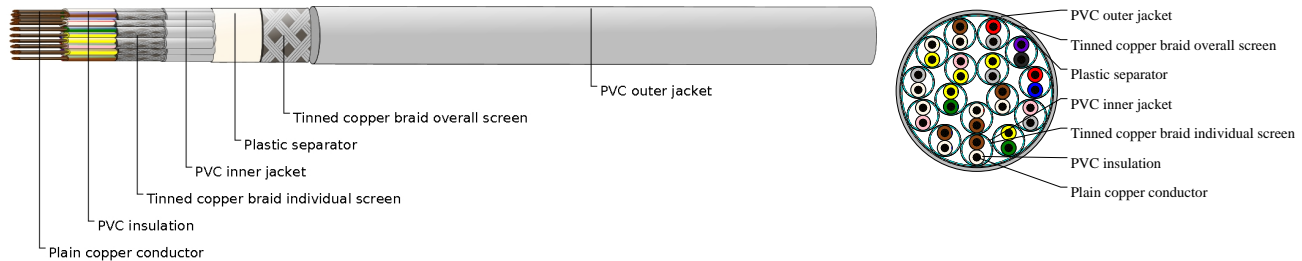 PVC outer jacket
Tinned copper braid overall screen
Plastic separator
PVC inner jacket
Tinned copper braid individual screen
PVC insulation
Plain copper conductor
PVC outer jacket
Tinned copper braid overall screen
Plastic separator
PVC inner jacket
Tinned copper braid individual screen
PVC insulation
Plain copper conductor